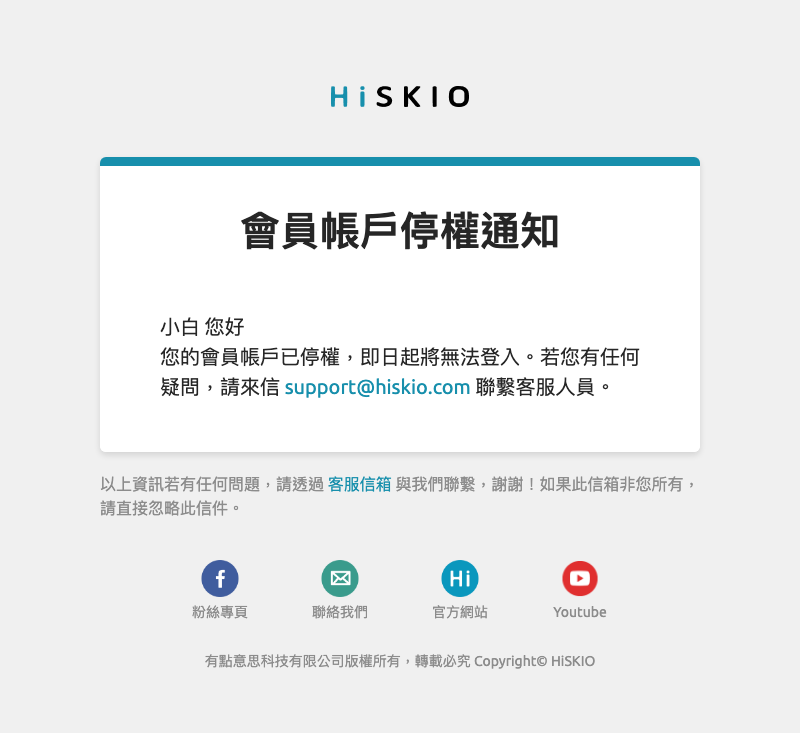 HiSKIO
會員帳戶停權通知
小白 您好
您的會員帳戶已停權，即日起將無法登入。若您有任何
疑問，請來信 support@hiskio.com 聯繫客服人員。
以上資訊若有任何問題，請透過 客服信箱 與我們聯繫，謝謝！如果此信箱非您所有，
請直接忽略此信件。
f
Hi
粉絲專頁 聯絡我們 官方網站 Youtube
有點意思科技有限公司版權所有，轉載必究 Copyright© HiSKIO